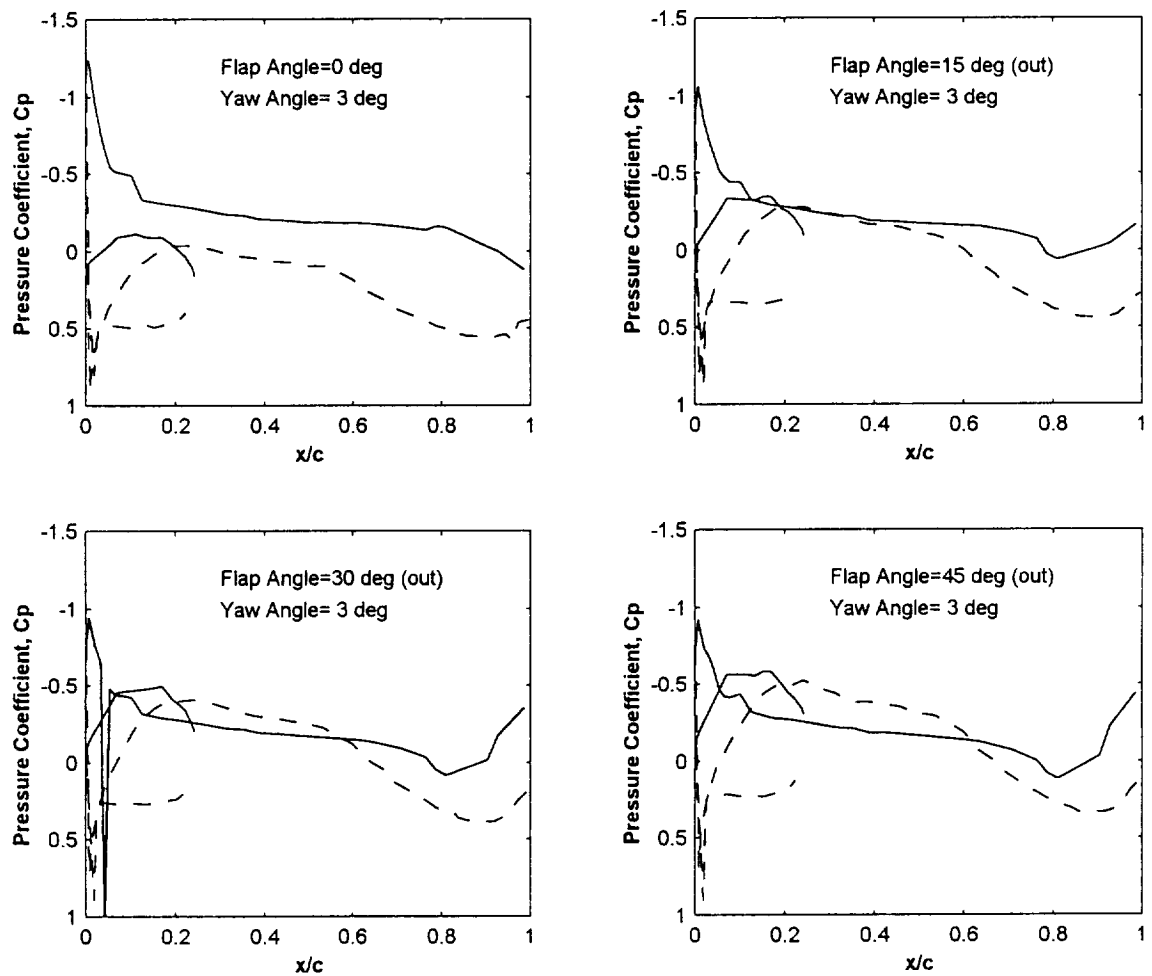 -1.5
Flap Angle=0 deg
Yaw Angle= 3 deg
-1
-0.5
0
0.5
1
Pressure Coefficient, Cp
0 0.2 0.4 0.6 0.8 1
x/c
-1.5
Flap Angle=15 deg (out)
Yaw Angle= 3 deg
-1
-0.5
0
0.5
1
Pressure Coefficient, Cp
0 0.2 0.4 0.6 0.8 1
x/c
-1.5
Flap Angle=30 deg (out)
Yaw Angle= 3 deg
-1
-0.5
0
0.5
1
Pressure Coefficient, Cp
0 0.2 0.4 0.6 0.8 1
x/c
-1.5
Flap Angle=45 deg (out)
Yaw Angle= 3 deg
-1
-0.5
0
0.5
1
Pressure Coefficient, Cp
0 0.2 0.4 0.6 0.8 1
x/c